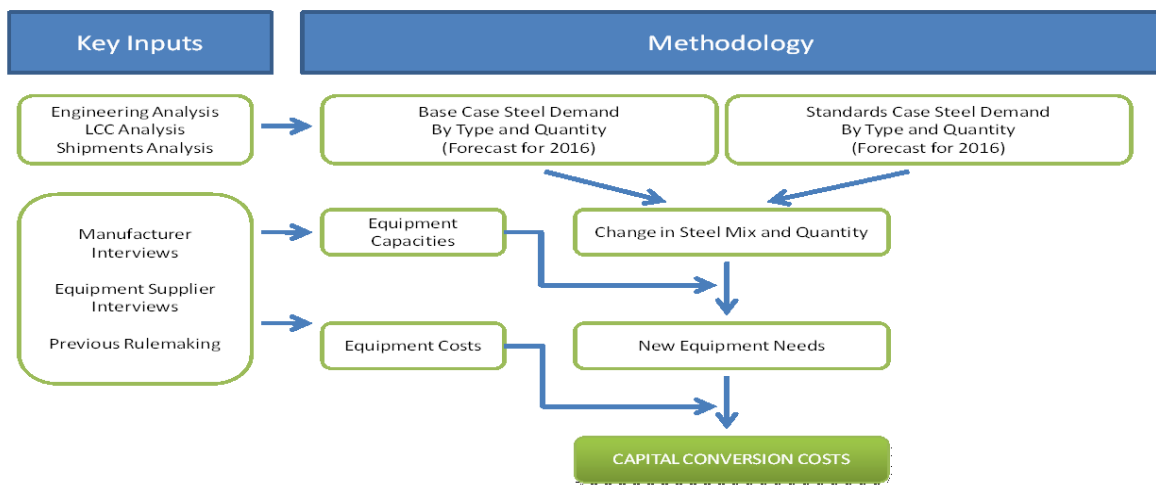 Key Inputs
Methodology
Engineering Analysis
LCC Analysis
Shipments Analysis
Base Case Steel Demand
By Type and Quantity
(Forecast for 2016)
Standards Case Steel Demand
By Type and Quantity
(Forecast for 2016)
Manufacturer
Interviews
Equipment Supplier
Interviews
Previous Rulemaking
Equipment
Capacities
Change in Steel Mix and Quantity
Equipment Costs
New Equipment Needs
CAPITAL CONVERSION COSTS